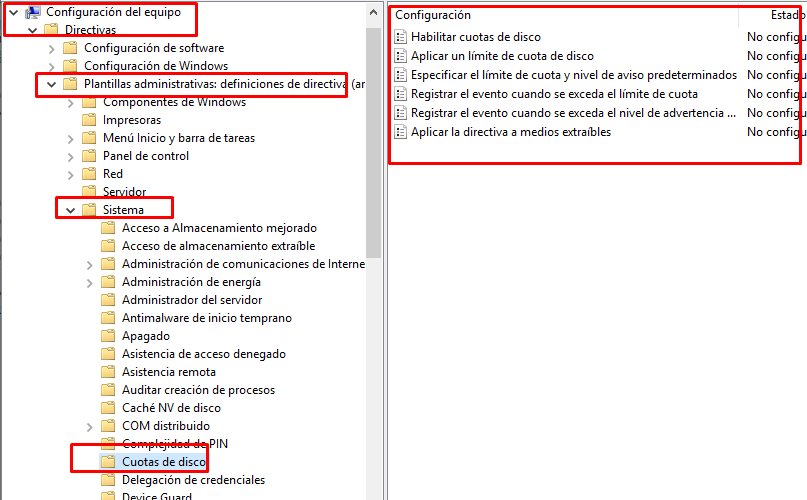 Configuración del equipo
Directivas
Configuración de software
Configuración de Windows
Plantillas administrativas: definiciones de directiva (ar
Componentes de Windows
Impresoras
Menú Inicio y barra de tareas
Panel de control
Red
Servidor
Sistema
Acceso a Almacenamiento mejorado
Acceso de almacenamiento extraíble
Administración de comunicaciones de Interne
Administración de energía
Administrador del servidor
Antimalware de inicio temprano
Apagado
Asistencia de acceso denegado
Asistencia remota
Auditar creación de procesos
Caché NV de disco
COM distribuido
Complejidad de PIN
Cuotas de disco
Delegación de credenciales
Device Guard
Configuración Estado
Habilitar cuotas de disco No configu
Aplicar un límite de cuota de disco No configu
Especificar el límite de cuota y nivel de aviso predeterminados No configu
Registrar el evento cuando se exceda el límite de cuota No configu
Registrar el evento cuando se exceda el nivel de advertencia ... No configu
Aplicar la directiva a medios extraíbles No configu